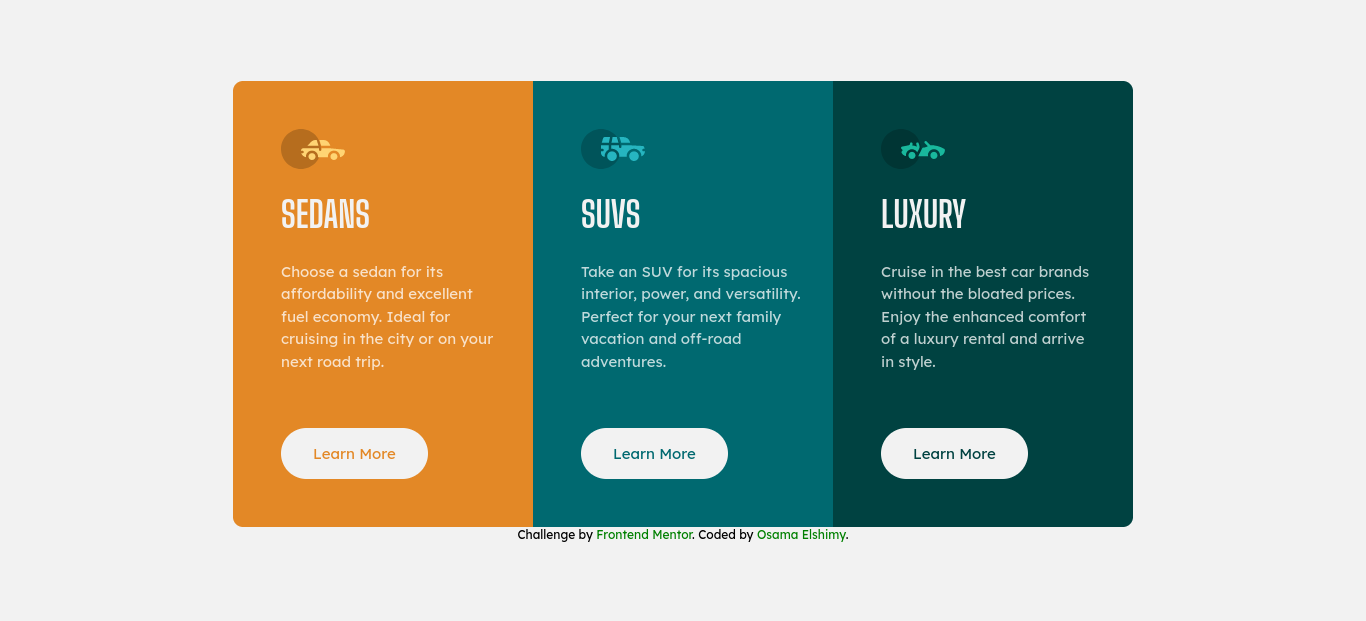 SEDANS
Choose a sedan for its
affordability and excellent
fuel economy. Ideal for
cruising in the city or on your
next road trip.
Learn More
SUVS
Take an SUV for its spacious
interior, power, and versatility.
Perfect for your next family
vacation and off-road
adventures.
Learn More
LUXURY
Cruise in the best car brands
without the bloated prices.
Enjoy the enhanced comfort
of a luxury rental and arrive
in style.
Learn More
Challenge by Frontend Mentor. Coded by Osama Elshimy.